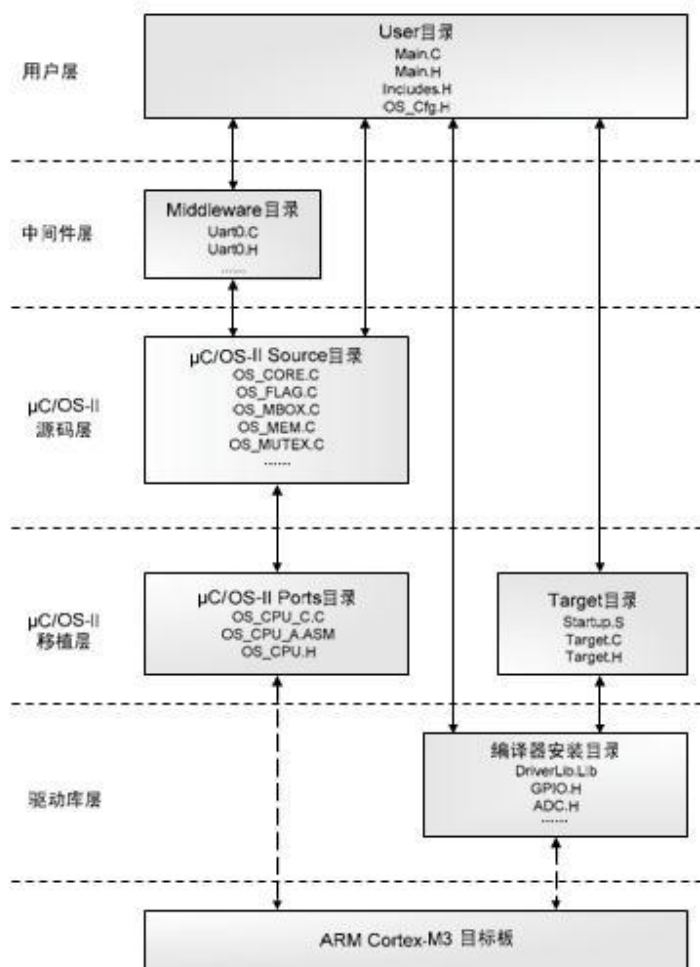 User目录
Main.C
Main.H
Includes.H
OS_Cfg.H
用户层
Middleware目录
Uart0.C
Uart0.H
......
中间件层
μC/OS-II Source目录
OS_CORE.C
OS_FLAG.C
OS_MBOX.C
OS_MEM.C
OS_MUTEX.C
......
μC/OS-II
源码层
μC/OS-II Ports目录
OS_CPU_C.C
OS_CPU_A.ASM
OS_CPU.H
Target目录
Startup.S
Target.C
Target.H
μC/OS-II
移植层
编译器安装目录
DriverLib.Lib
GPIO.H
ADC.H
......
驱动库层
ARM Cortex-M3 目标板